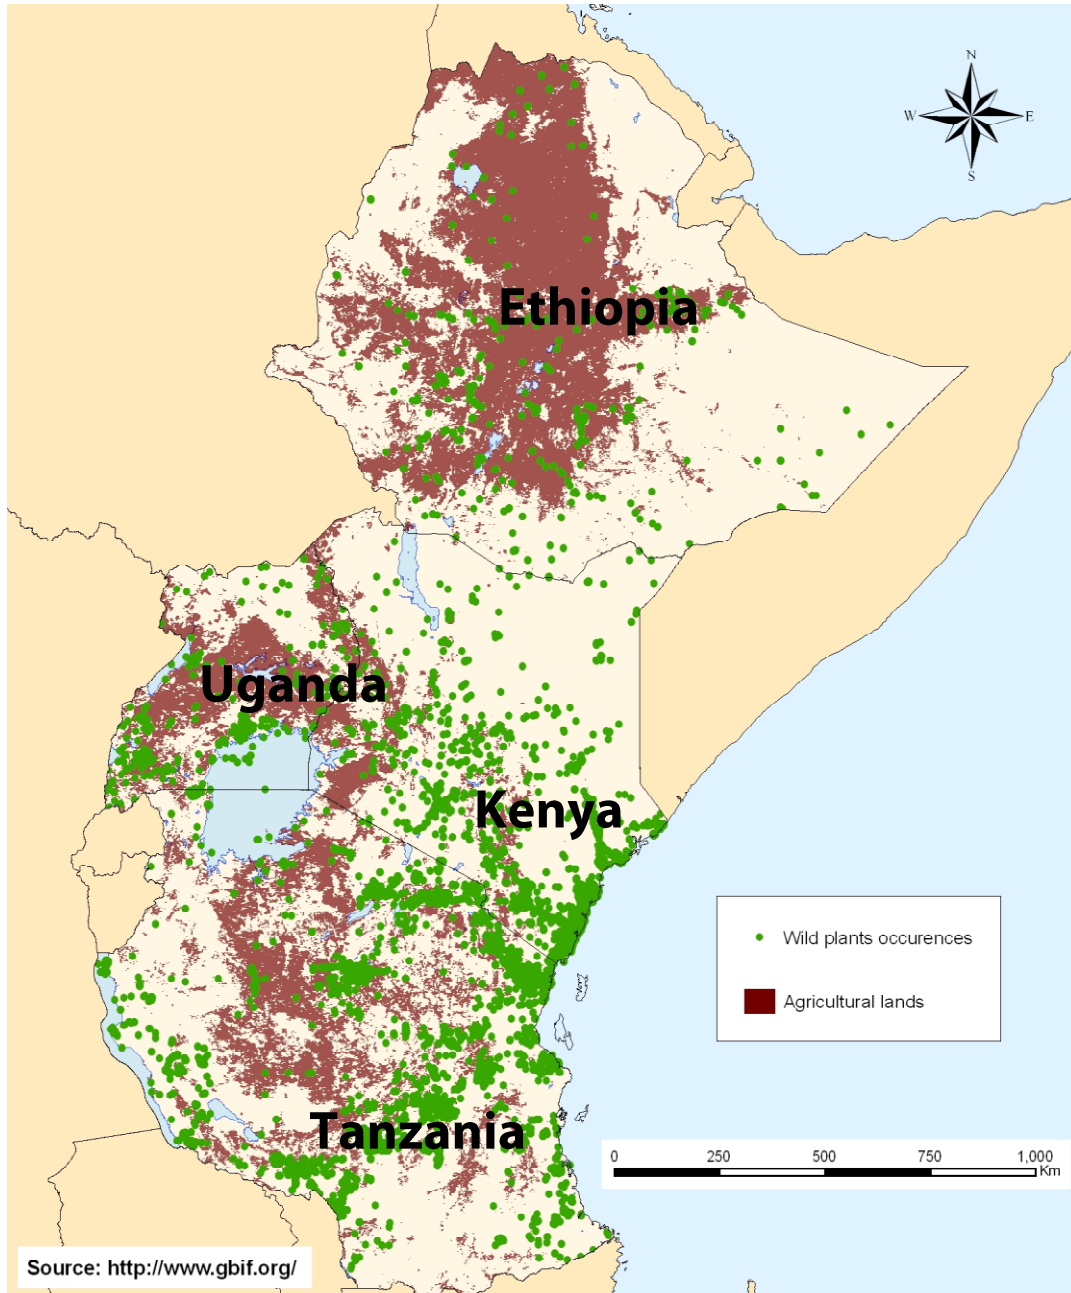 N
W E
S
Ethiopia
Uganda
Kenya
Wild plants occurences
Agricultural lands
Tanzania
0 250 500 750 1,000
Km
Source: http://www.gbif.org/